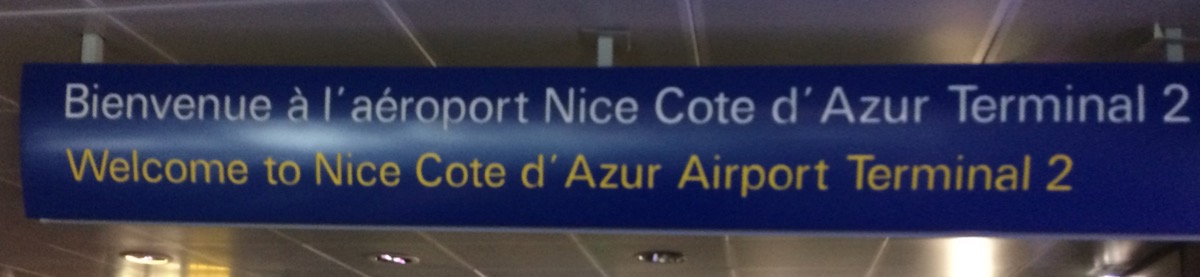 Bienvenue à l´aéroport Nice Cote d´Azur Terminal 2
Welcome to Nice Cote d´Azur Airport Terminal 2